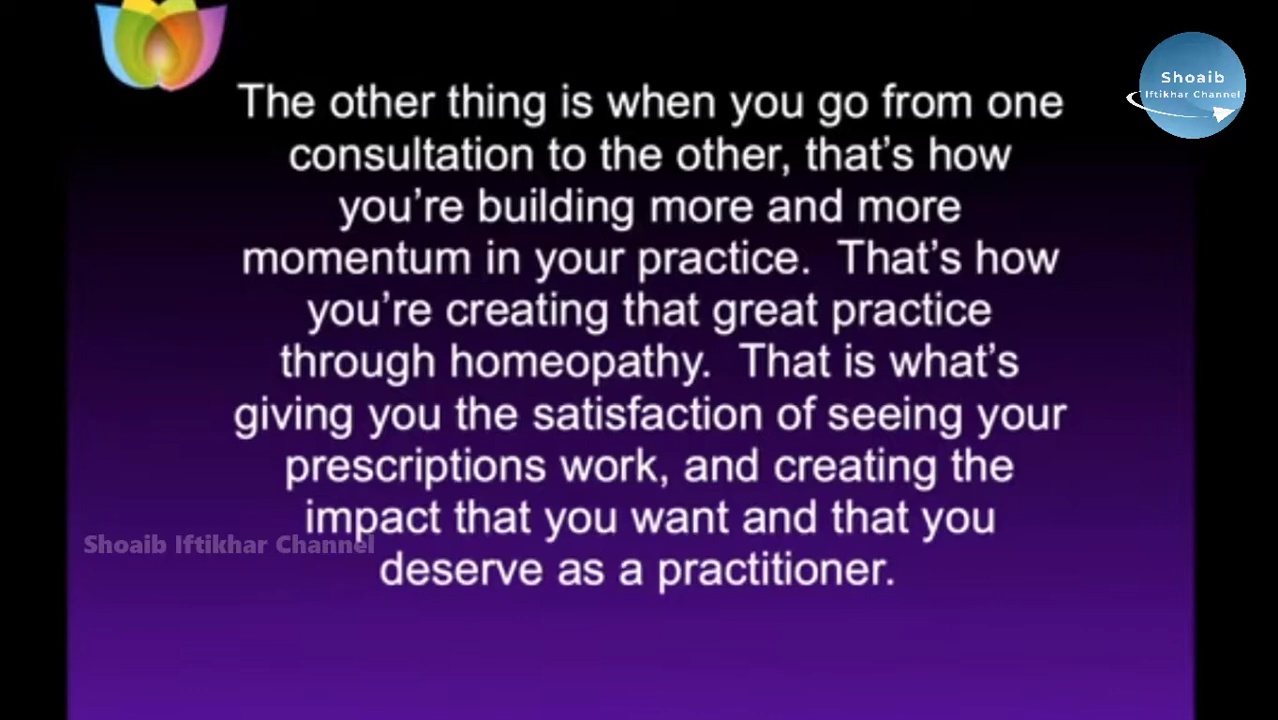 Shoaib
Iftikhar Channel
The other thing is when you go from one
consultation to the other, that's how
you're building more and more
momentum in your practice.  That's how
you're creating that great practice
through homeopathy.  That is what's
giving you the satisfaction of seeing your
prescriptions work, and creating the
impact that you want and that you
Shoaib Iftikhar Channel
deserve as a practitioner.